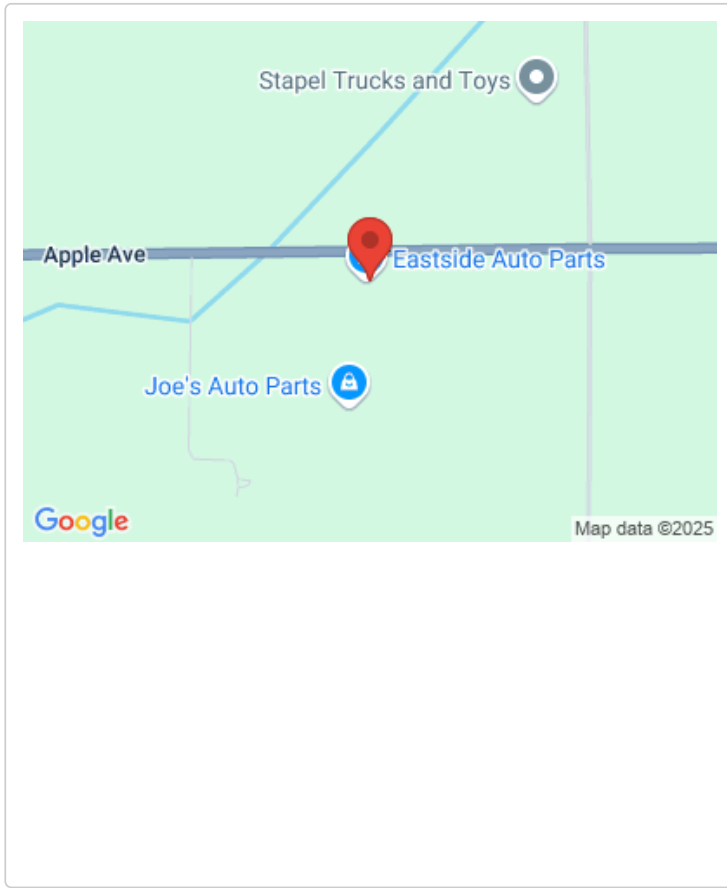 Stapel Trucks and Toys
Apple Ave
Eastside Auto Parts
Joe's Auto Parts
Google
Map data ©2025